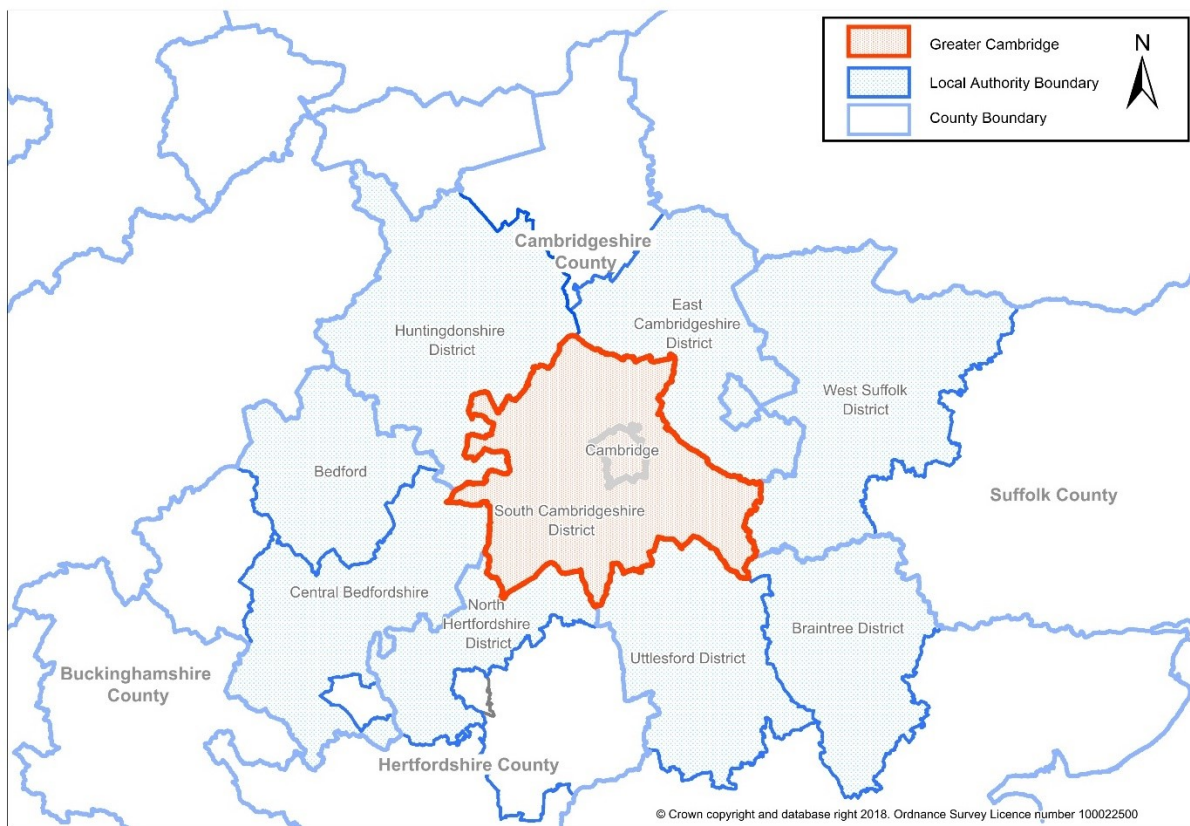 Greater Cambridge
Local Authority Boundary
County Boundary
N
Cambridgeshire
County
Huntingdonshire
District
East
Cambridgeshire
District
West Suffolk
District
Cambridge
Bedford
South Cambridgeshire
District
Suffolk County
Central Bedfordshire
North
Hertfordshire
District
Braintree District
Uttlesford District
Buckinghamshire
County
Hertfordshire County
© Crown copyright and database right 2018. Ordnance Survey Licence number 100022500